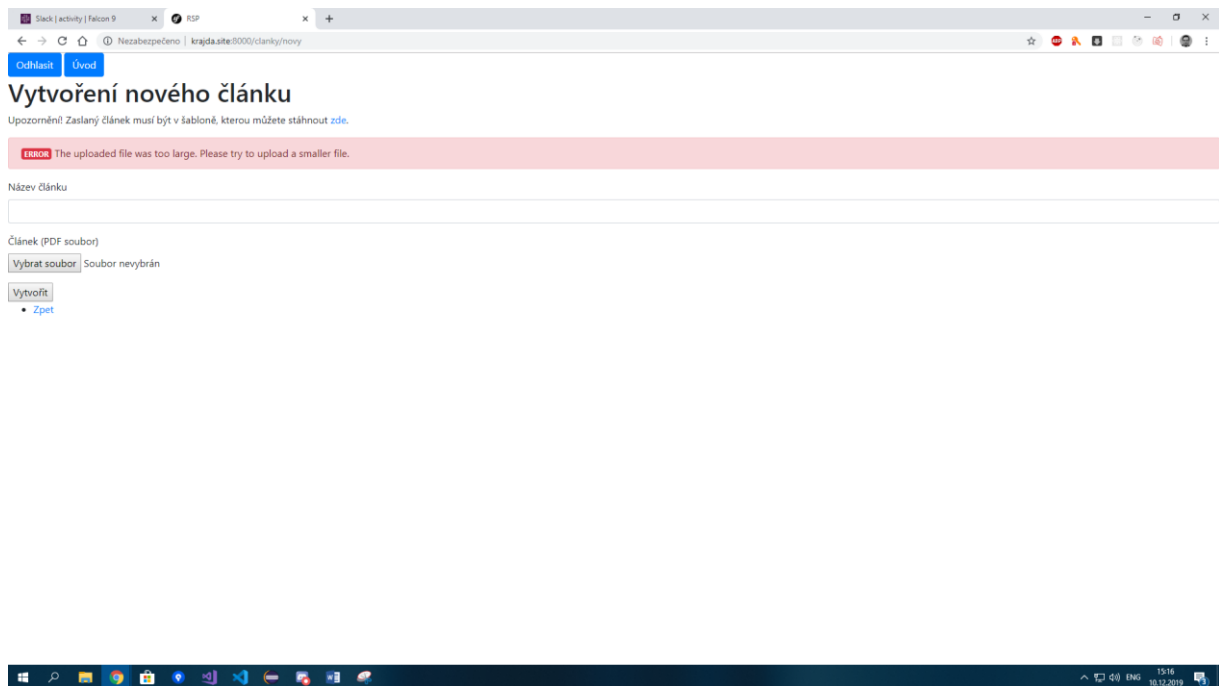 Slack | activity | Falcon 9
RSP
Nezabezpečeno | krajda.site:8000/clanky/novy
Odhlasit Úvod
Vytvoření nového článku
Upozornění! Zaslaný článek musí být v šabloně, kterou můžete stáhnout zde.
ERROR The uploaded file was too large. Please try to upload a smaller file.
Název článku
Článek (PDF soubor)
Vybrat soubor Soubor nevybrán
Vytvořit
Zpet
ENG 15:16
10.12.2019